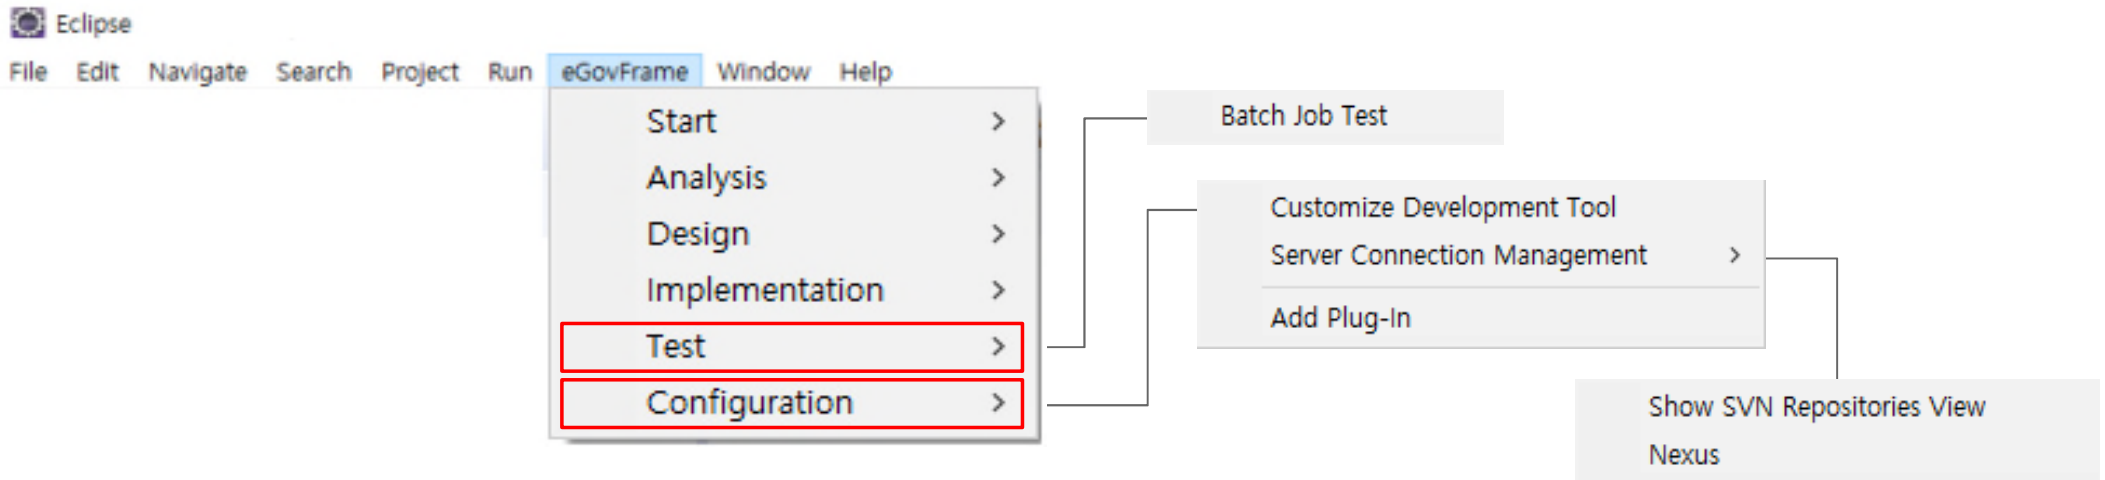 Eclipse
File Edit Navigate Search Project Run eGovFrame Window Help
Start >
Analysis >
Design >
Implementation >
Test >
Configuration >
Batch Job Test
Customize Development Tool
Server Connection Management >
Add Plug-In
Show SVN Repositories View
Nexus